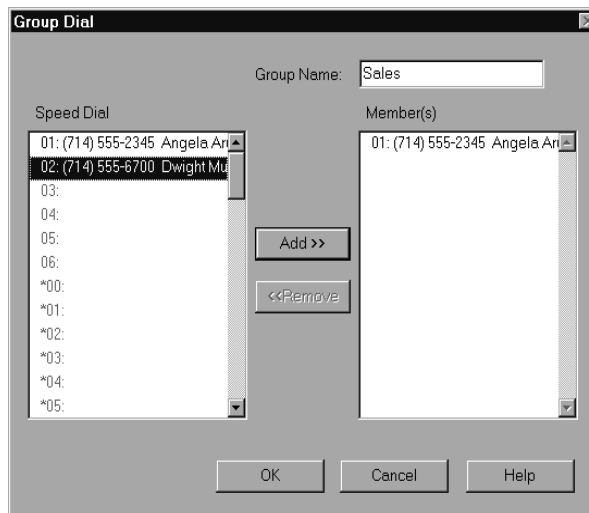 Group Dial
Group Name: Sales
Speed Dial
01: (714) 555-2345 Angela
02: (714) 555-6700 Dwight
03:
04:
05:
06:
*00:
*01:
*02:
*03:
*04:
*05:
Add >>
<<Remove
Member(s)
01: (714) 555-2345 Angela
OK Cancel Help